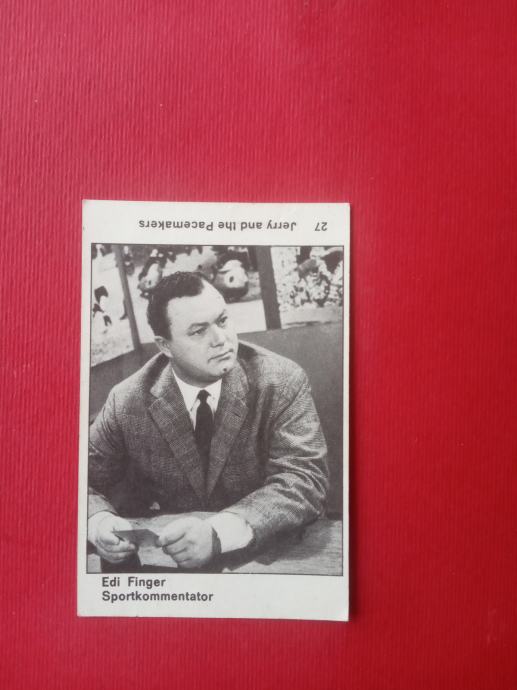 27 Jerry and the Pacemakers
Edi Finger
Sportkommentator